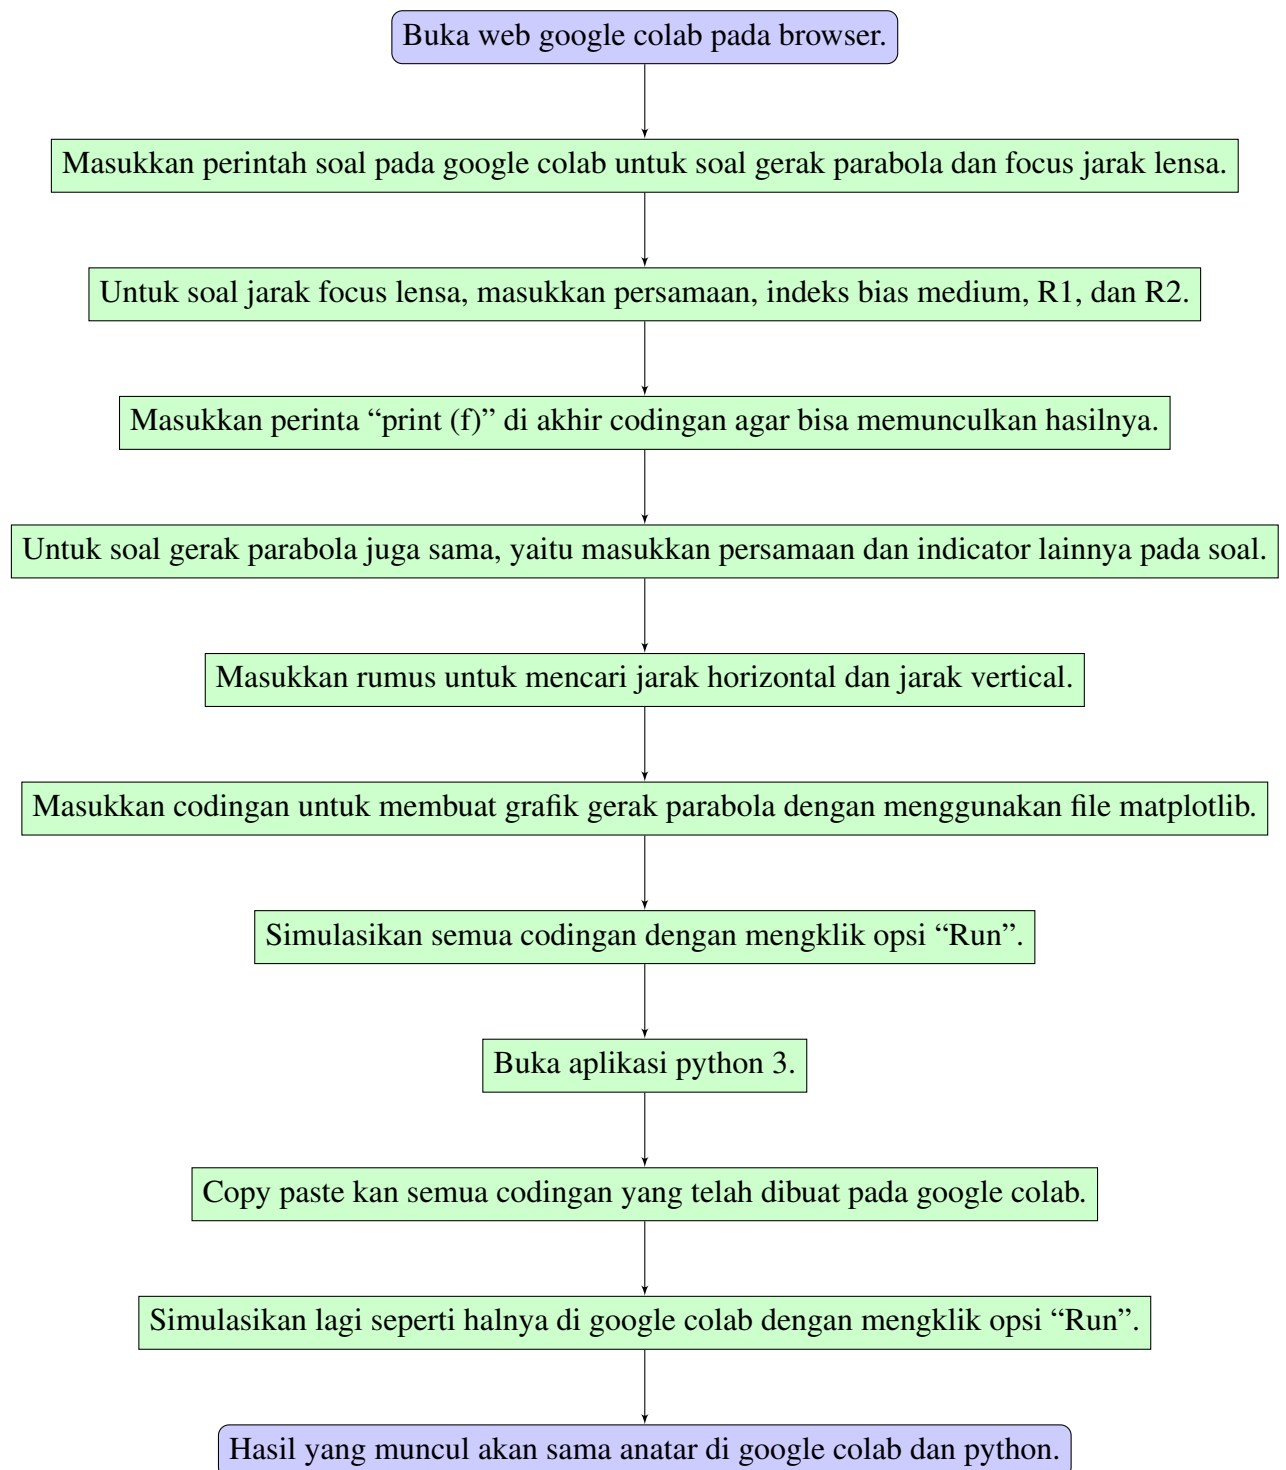 Buka web google colab pada browser.
Masukkan perintah soal pada google colab untuk soal gerak parabola dan focus jarak lensa.
Untuk soal jarak focus lensa, masukkan persamaan, indeks bias medium, R1, dan R2.
Masukkan perinta “print (f)” di akhir codingan agar bisa memunculkan hasilnya.
Untuk soal gerak parabola juga sama, yaitu masukkan persamaan dan indicator lainnya pada soal.
Masukkan rumus untuk mencari jarak horizontal dan jarak vertical.
Masukkan codingan untuk membuat grafik gerak parabola dengan menggunakan file matplotlib.
Simulasikan semua codingan dengan mengklik opsi “Run”.
Buka aplikasi python 3.
Copy paste kan semua codingan yang telah dibuat pada google colab.
Simulasikan lagi seperti halnya di google colab dengan mengklik opsi “Run”.
Hasil yang muncul akan sama anatar di google colab dan python.